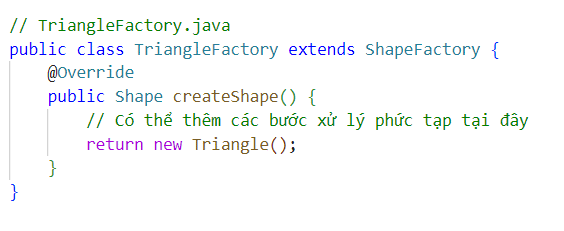 // TriangleFactory.java
public class TriangleFactory extends ShapeFactory {
    @Override
    public Shape createShape() {
        // Có thể thêm các bước xử lý phức tạp tại đây
        return new Triangle();
    }
}